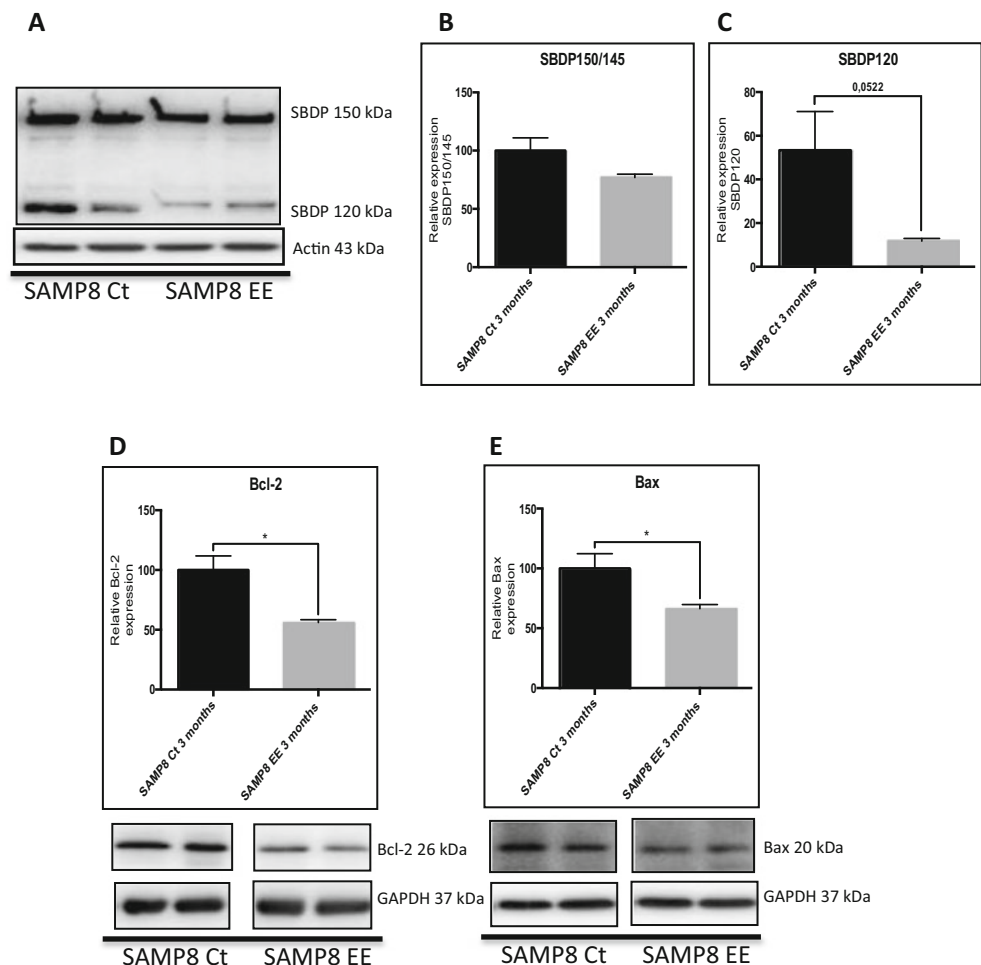 A
SBDP 150 kDa
SBDP 120 kDa
Actin 43 kDa
SAMP8 Ct SAMP8 EE
B
SBDP150/145
Relative expression
SBDP150/145
150
100
50
0
SAMP8 Ct 3 months
SAMP8 EE 3 months
C
SBDP120
Relative expression
SBDP120
80
60
40
20
0
0,0522
SAMP8 Ct 3 months
SAMP8 EE 3 months
D
Bcl-2
Relative Bcl-2
expression
150
100
50
0
*
SAMP8 Ct 3 months
SAMP8 EE 3 months
Bcl-2 26 kDa
GAPDH 37 kDa
SAMP8 Ct SAMP8 EE
E
Bax
Relative Bax
expression
150
100
50
0
*
SAMP8 Ct 3 months
SAMP8 EE 3 months
Bax 20 kDa
GAPDH 37 kDa
SAMP8 Ct SAMP8 EE